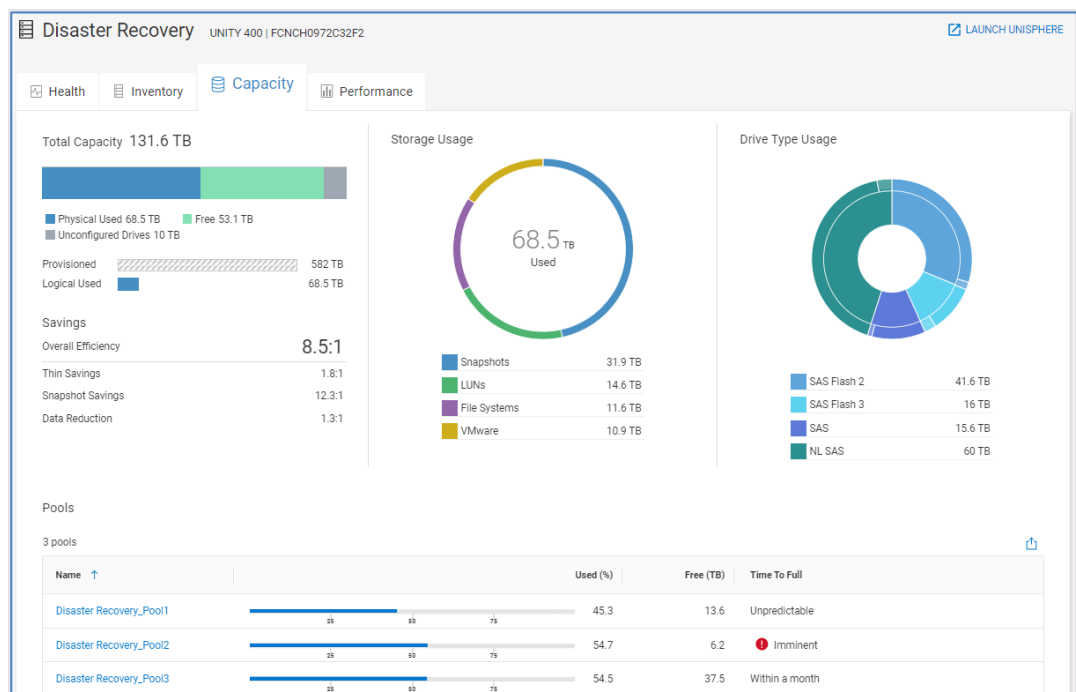 Disaster Recovery UNITY 400 | FCNCH0972C32F2
LAUNCH UNISPHERE
Health
Inventory
Capacity
Performance
Total Capacity 131.6 TB
Physical Used 68.5 TB Free 53.1 TB
Unconfigured Drives 10 TB
Provisioned 582 TB
Logical Used 68.5 TB
Savings
Overall Efficiency 8.5:1
Thin Savings 1.8:1
Snapshot Savings 12.3:1
Data Reduction 1.3:1
Storage Usage
68.5 TB
Used
Snapshots 31.9 TB
LUNs 14.6 TB
File Systems 11.6 TB
VMware 10.9 TB
Drive Type Usage
SAS Flash 2 41.6 TB
SAS Flash 3 16 TB
SAS 15.6 TB
NL SAS 60 TB
Pools
3 pools
Name Used (%) Free (TB) Time To Full
Disaster Recovery_Pool1 45.3 13.6 Unpredictable
25 50 75
Disaster Recovery_Pool2 54.7 6.2 Imminent
25 50 75
Disaster Recovery_Pool3 54.5 37.5 Within a month
25 50 75